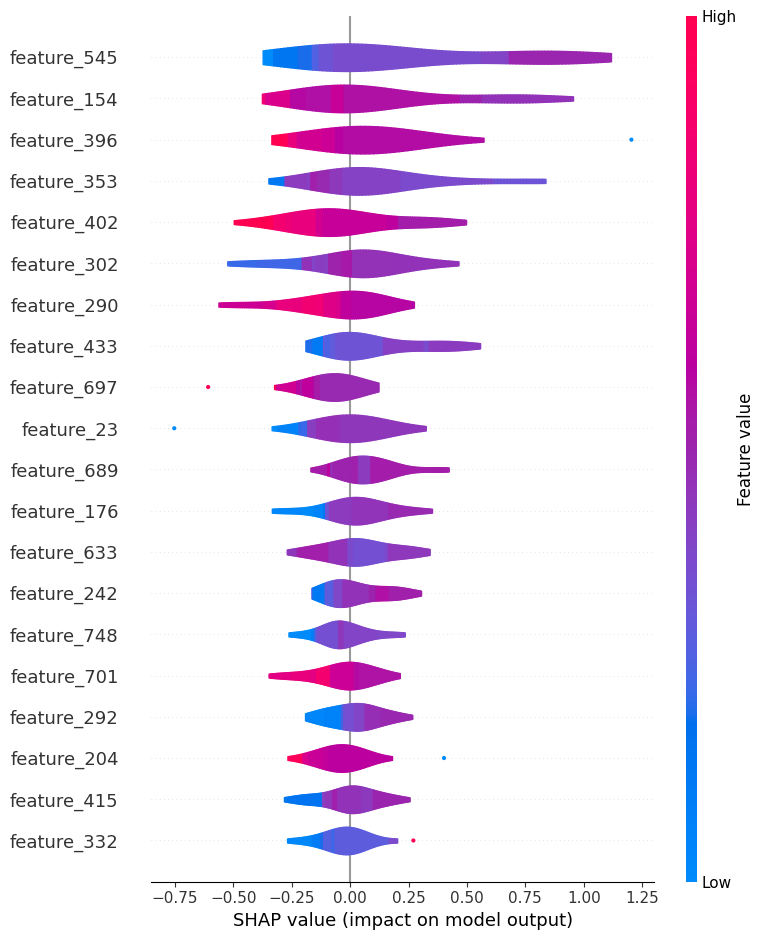 High
feature_545
feature_154
feature_396
feature_353
feature_402
feature_302
feature_290
feature_433
feature_697
feature_23
feature_689
feature_176
feature_633
feature_242
feature_748
feature_701
feature_292
feature_204
feature_415
feature_332
Feature value
Low
−0.75 −0.50 −0.25 0.00 0.25 0.50 0.75 1.00 1.25
SHAP value (impact on model output)